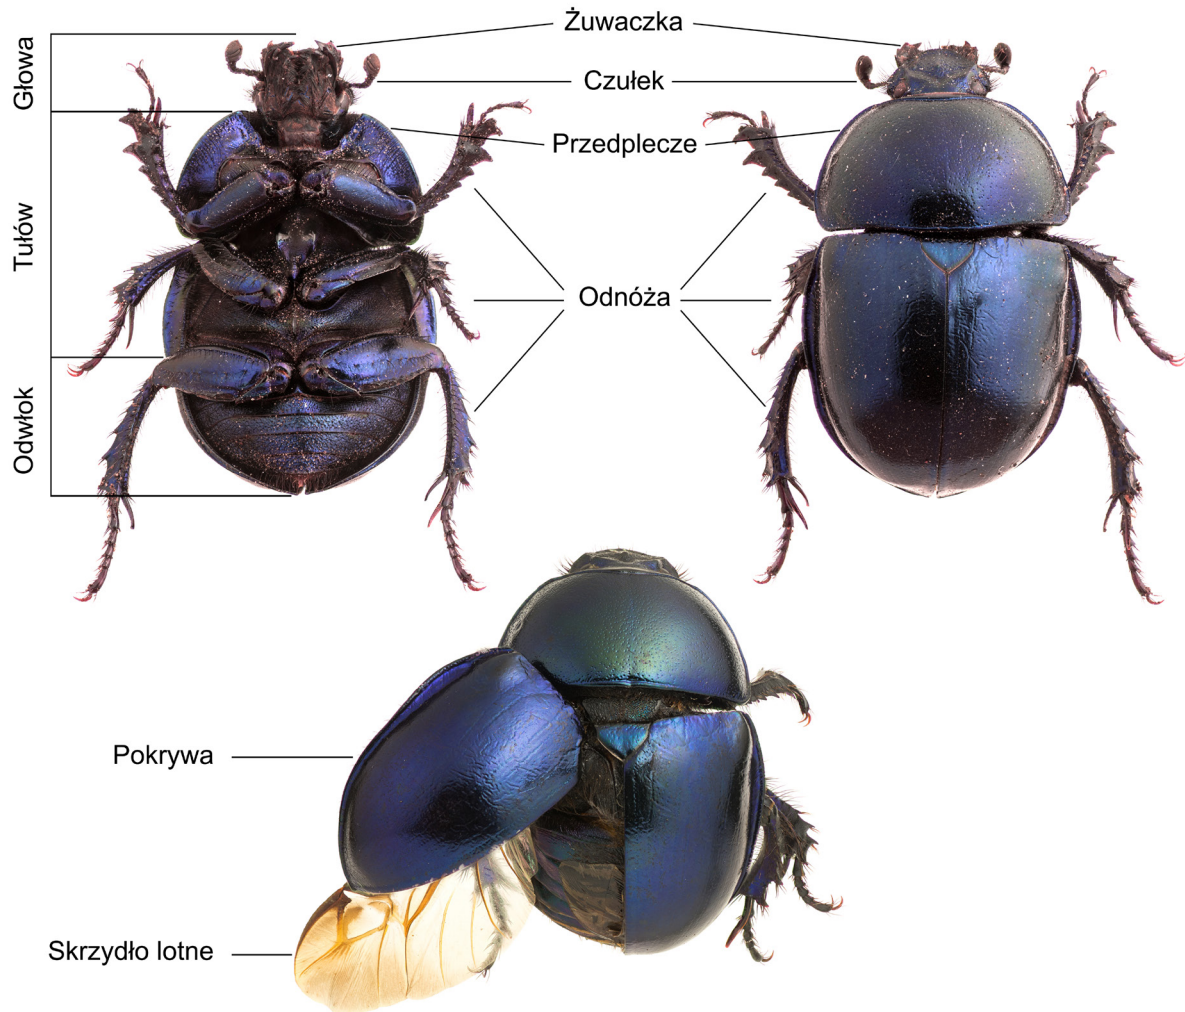 Żuwaczka
Głowa
Czułek
Przedplecze
Tułów
Odnóża
Odwłok
Pokrywa
Skrzydło lotne